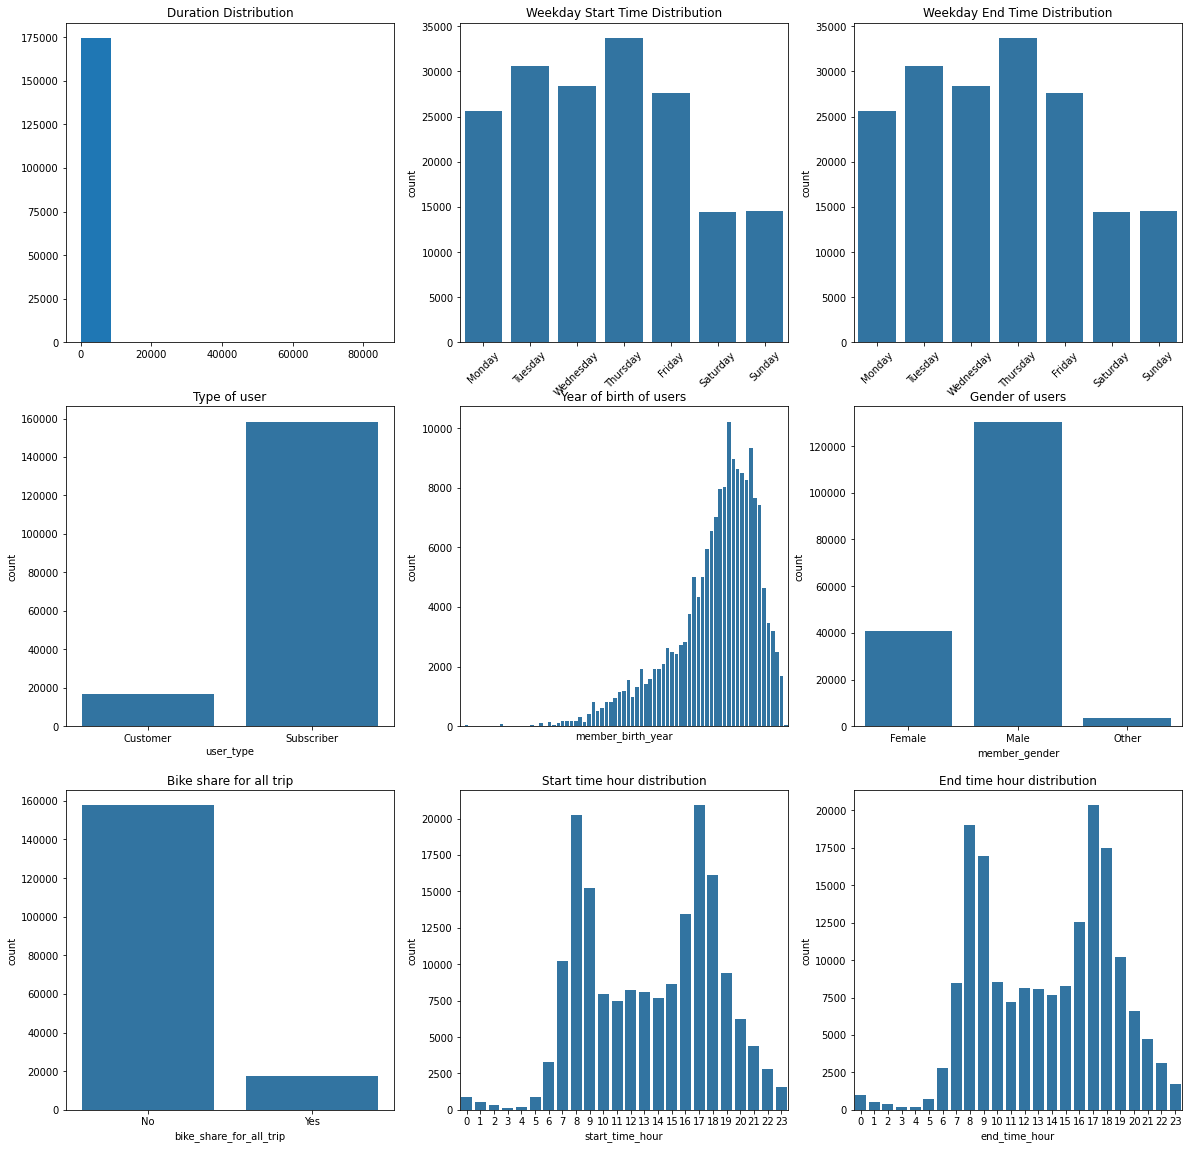 Duration Distribution
175000
150000
125000
100000
75000
50000
25000
0
0 20000 40000 60000 80000
Weekday Start Time Distribution
35000
30000
25000
20000
15000
10000
5000
0
count
Monday Tuesday Wednesday Thursday Friday Saturday Sunday
Weekday End Time Distribution
35000
30000
25000
20000
15000
10000
5000
0
count
Monday Tuesday Wednesday Thursday Friday Saturday Sunday
Type of user
160000
140000
120000
100000
80000
60000
40000
20000
0
count
Customer Subscriber
user_type
Year of birth of users
10000
8000
6000
4000
2000
0
count
member_birth_year
Gender of users
120000
100000
80000
60000
40000
20000
0
count
Female Male Other
member_gender
Bike share for all trip
160000
140000
120000
100000
80000
60000
40000
20000
0
count
No Yes
bike_share_for_all_trip
Start time hour distribution
20000
17500
15000
12500
10000
7500
5000
2500
0
count
0 1 2 3 4 5 6 7 8 9 10 11 12 13 14 15 16 17 18 19 20 21 22 23
start_time_hour
End time hour distribution
20000
17500
15000
12500
10000
7500
5000
2500
0
count
0 1 2 3 4 5 6 7 8 9 10 11 12 13 14 15 16 17 18 19 20 21 22 23
end_time_hour